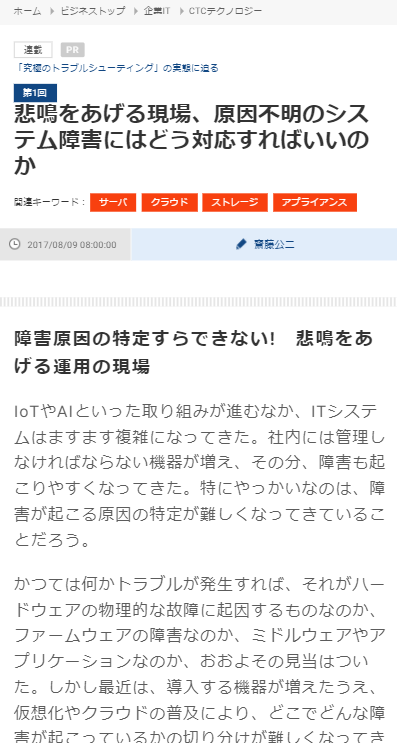 ホーム ビジネストップ 企業IT CTCテクノロジー
連載 PR
「究極のトラブルシューティング」の実態に迫る
第1回
悲鳴をあげる現場、原因不明のシス
テム障害にはどう対応すればいいの
か
関連キーワード： サーバ クラウド ストレージ アプライアンス
2017/08/09 08:00:00 齋藤公二
障害原因の特定すらできない!　悲鳴をあ
げる運用の現場
IoTやAIといった取り組みが進むなか、ITシステ
ムはますます複雑になってきた。社内には管理し
なければならない機器が増え、その分、障害も起
こりやすくなってきた。特にやっかいなのは、障
害が起こる原因の特定が難しくなってきているこ
とだろう。
かつては何かトラブルが発生すれば、それがハー
ドウェアの物理的な故障に起因するものなのか、
ファームウェアの障害なのか、ミドルウェアやア
プリケーションなのか、おおよその見当はつい
た。しかし最近は、導入する機器が増えたうえ、
仮想化やクラウドの普及により、どこでどんな障
害が起こっているかの切り分けが難しくなってき